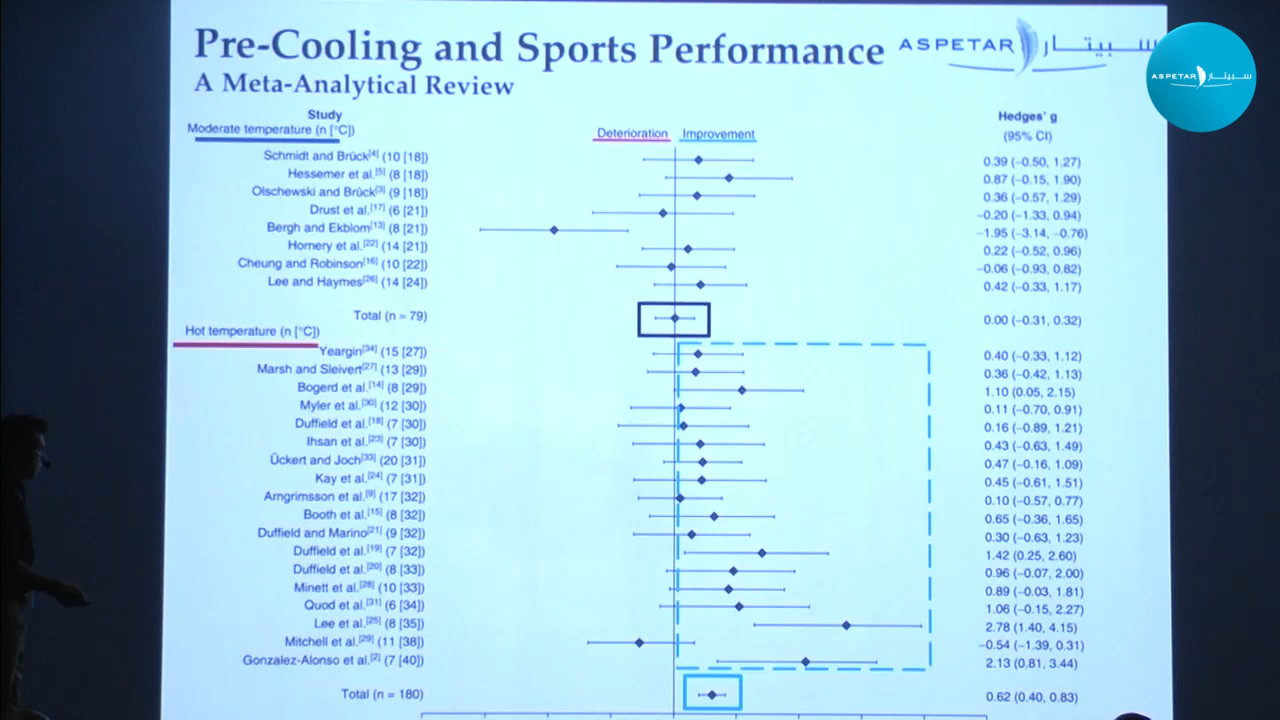 Pre-Cooling and Sports Performance
A Meta-Analytical Review
ASPETAR سبيتار
ASPETAR سبيتار
Study
Moderate temperature (n [°C])
Deterioration Improvement
Hedges' g
(95% CI)
Schmidt and Brück[4] (10 [18]) 0.39 (−0.50, 1.27)
Hessemer et al.[5] (8 [18]) 0.87 (−0.15, 1.90)
Olschewski and Brück[3] (9 [18]) 0.36 (−0.57, 1.29)
Drust et al.[17] (6 [21]) −0.20 (−1.33, 0.94)
Bergh and Ekblom[13] (8 [21]) −1.95 (−3.14, −0.76)
Hornery et al.[22] (14 [21]) 0.22 (−0.52, 0.96)
Cheung and Robinson[16] (10 [22]) −0.06 (−0.93, 0.82)
Lee and Haymes[26] (14 [24]) 0.42 (−0.33, 1.17)
Total (n = 79) 0.00 (−0.31, 0.32)
Hot temperature (n [°C])
Yeargin[34] (15 [27]) 0.40 (−0.33, 1.12)
Marsh and Sleivert[27] (13 [29]) 0.36 (−0.42, 1.13)
Bogerd et al.[14] (8 [29]) 1.10 (0.05, 2.15)
Myler et al.[30] (12 [30]) 0.11 (−0.70, 0.91)
Duffield et al.[18] (7 [30]) 0.16 (−0.89, 1.21)
Ihsan et al.[23] (7 [30]) 0.43 (−0.63, 1.49)
Ückert and Joch[33] (20 [31]) 0.47 (−0.16, 1.09)
Kay et al.[24] (7 [31]) 0.45 (−0.61, 1.51)
Arngrimsson et al.[9] (17 [32]) 0.10 (−0.57, 0.77)
Booth et al.[15] (8 [32]) 0.65 (−0.36, 1.65)
Duffield and Marino[21] (9 [32]) 0.30 (−0.63, 1.23)
Duffield et al.[19] (7 [32]) 1.42 (0.25, 2.60)
Duffield et al.[20] (8 [33]) 0.96 (−0.07, 2.00)
Minett et al.[28] (10 [33]) 0.89 (−0.03, 1.81)
Quod et al.[31] (6 [34]) 1.06 (−0.15, 2.27)
Lee et al.[25] (8 [35]) 2.78 (1.40, 4.15)
Mitchell et al.[29] (11 [38]) −0.54 (−1.39, 0.31)
Gonzalez-Alonso et al.[2] (7 [40]) 2.13 (0.81, 3.44)
Total (n = 180) 0.62 (0.40, 0.83)